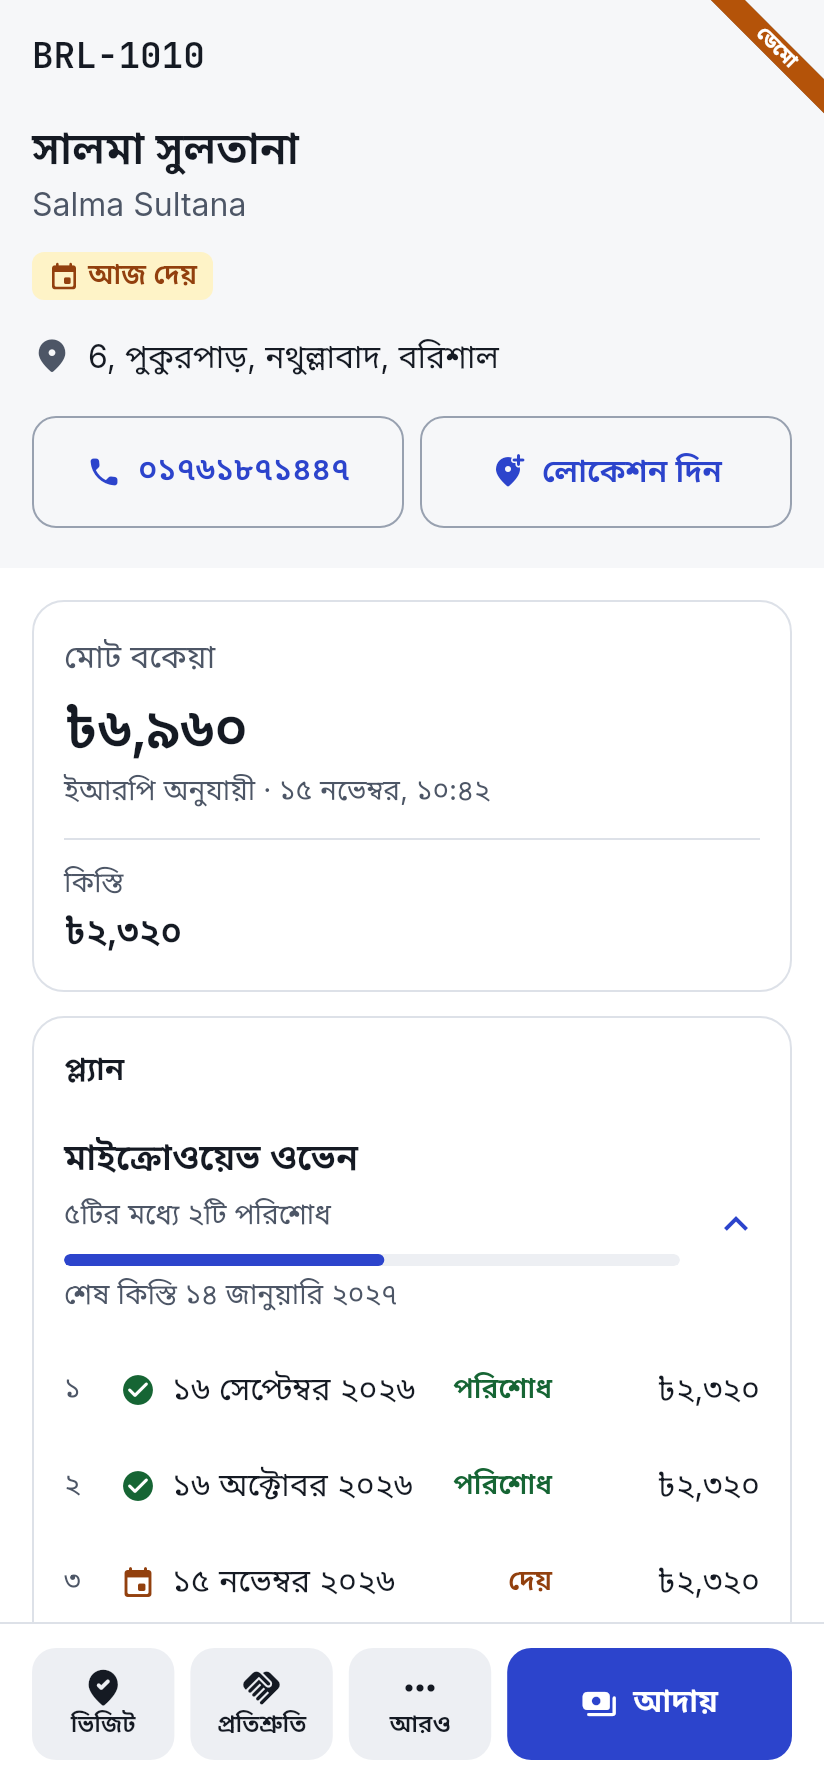 BRL-1010
ডেমো
সালমা সুলতানা
Salma Sultana
আজ দেয়
6, পুকুরপাড়, নথুল্লাবাদ, বরিশাল
০১৭৬১৮৭১৪৪৭
লোকেশন দিন
মোট বকেয়া
৳৬,৯৬০
ইআরপি অনুযায়ী · ১৫ নভেম্বর, ১০:৪২
কিস্তি
৳২,৩২০
প্ল্যান
মাইক্রোওয়েভ ওভেন
৫টির মধ্যে ২টি পরিশোধ
শেষ কিস্তি ১৪ জানুয়ারি ২০২৭
১ ১৬ সেপ্টেম্বর ২০২৬ পরিশোধ ৳২,৩২০
২ ১৬ অক্টোবর ২০২৬ পরিশোধ ৳২,৩২০
৩ ১৫ নভেম্বর ২০২৬ দেয় ৳২,৩২০
ভিজিট প্রতিশ্রুতি আরও আদায়